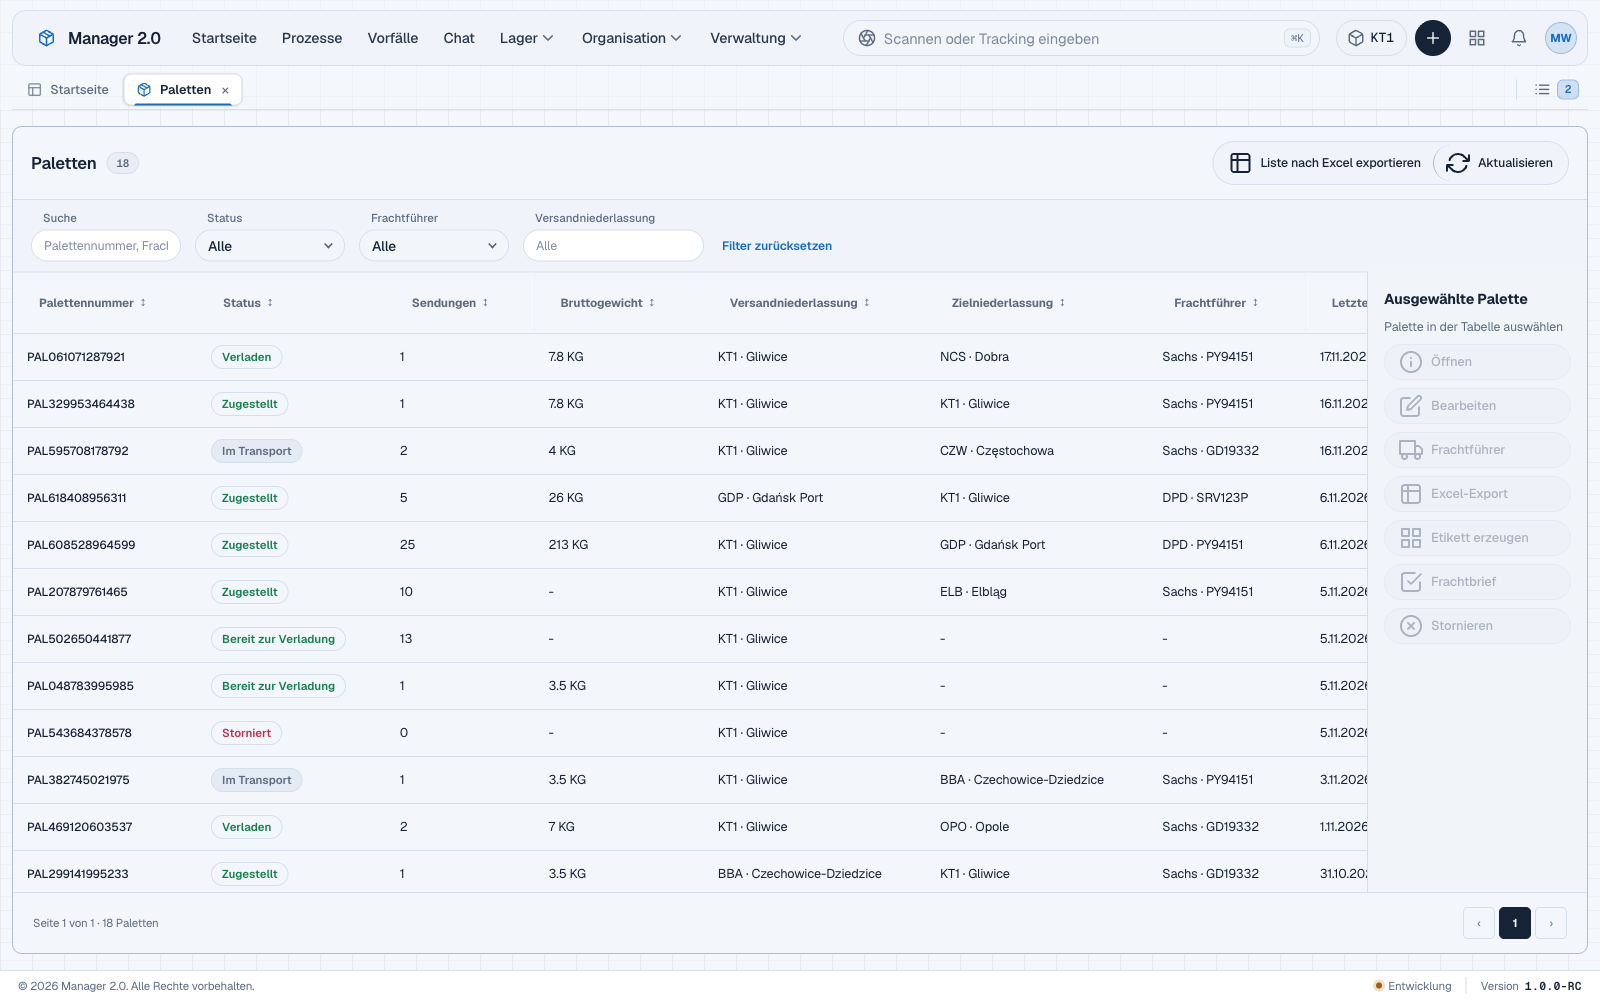 Manager 2.0 Startseite Prozesse Vorfälle Chat Lager Organisation Verwaltung Scannen oder Tracking eingeben ⌘K KT1 MW
Startseite Paletten × 2
Paletten 18 Liste nach Excel exportieren Aktualisieren
Suche Status Frachtführer Versandniederlassung
Palettennummer, Frac Alle Alle Alle Filter zurücksetzen
Palettennummer ↕ Status ↕ Sendungen ↕ Bruttogewicht ↕ Versandniederlassung ↕ Zielniederlassung ↕ Frachtführer ↕ Letzte
PAL061071287921 Verladen 1 7.8 KG KT1 · Gliwice NCS · Dobra Sachs · PY94151 17.11.202
PAL329953464438 Zugestellt 1 7.8 KG KT1 · Gliwice KT1 · Gliwice Sachs · PY94151 16.11.202
PAL595708178792 Im Transport 2 4 KG KT1 · Gliwice CZW · Częstochowa Sachs · GD19332 16.11.202
PAL618408956311 Zugestellt 5 26 KG GDP · Gdańsk Port KT1 · Gliwice DPD · SRV123P 6.11.2026
PAL608528964599 Zugestellt 25 213 KG KT1 · Gliwice GDP · Gdańsk Port DPD · PY94151 6.11.2026
PAL207879761465 Zugestellt 10 - KT1 · Gliwice ELB · Elbląg Sachs · PY94151 5.11.2026
PAL502650441877 Bereit zur Verladung 13 - KT1 · Gliwice - - 5.11.2026
PAL048783995985 Bereit zur Verladung 1 3.5 KG KT1 · Gliwice - - 5.11.2026
PAL543684378578 Storniert 0 - KT1 · Gliwice - - 5.11.2026
PAL382745021975 Im Transport 1 3.5 KG KT1 · Gliwice BBA · Czechowice-Dziedzice Sachs · PY94151 3.11.2026
PAL469120603537 Verladen 2 7 KG KT1 · Gliwice OPO · Opole Sachs · GD19332 1.11.2026
PAL299141995233 Zugestellt 1 3.5 KG BBA · Czechowice-Dziedzice KT1 · Gliwice Sachs · GD19332 31.10.202
Ausgewählte Palette
Palette in der Tabelle auswählen
Öffnen
Bearbeiten
Frachtführer
Excel-Export
Etikett erzeugen
Frachtbrief
Stornieren
Seite 1 von 1 · 18 Paletten ‹ 1 ›
© 2026 Manager 2.0. Alle Rechte vorbehalten. Entwicklung Version 1.0.0-RC